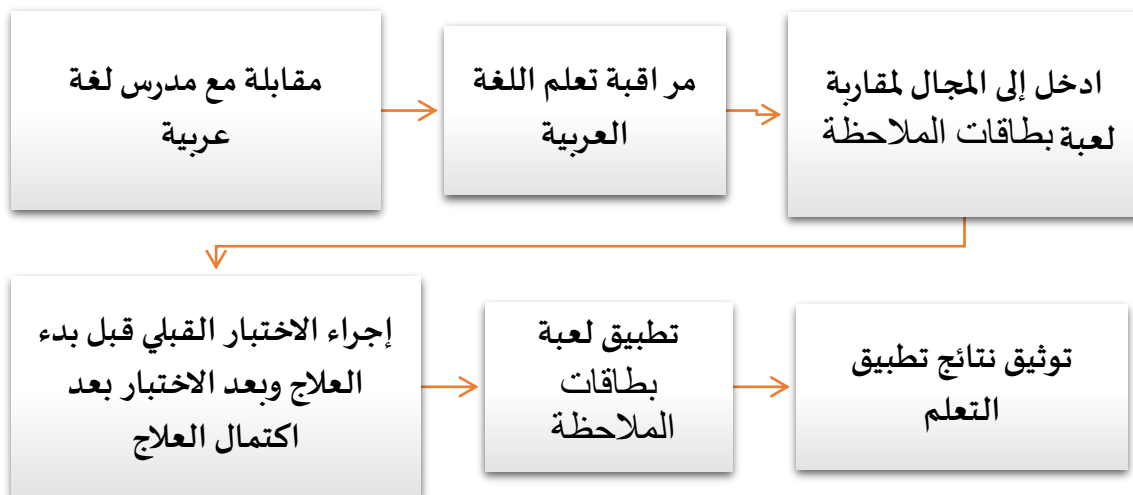 مقابلة مع مدرس لغة
عربية
مر اقبة تعلم اللغة
العربية
ادخل إلى المجال لمقاربة
لعبة بطاقات الملاحظة
إجراء الاختبار القبلي قبل بدء
العلاج وبعد الاختبار بعد
اكتمال العلاج
تطبيق لعبة
بطاقات
الملاحظة
توثيق نتائج تطبيق
التعلم